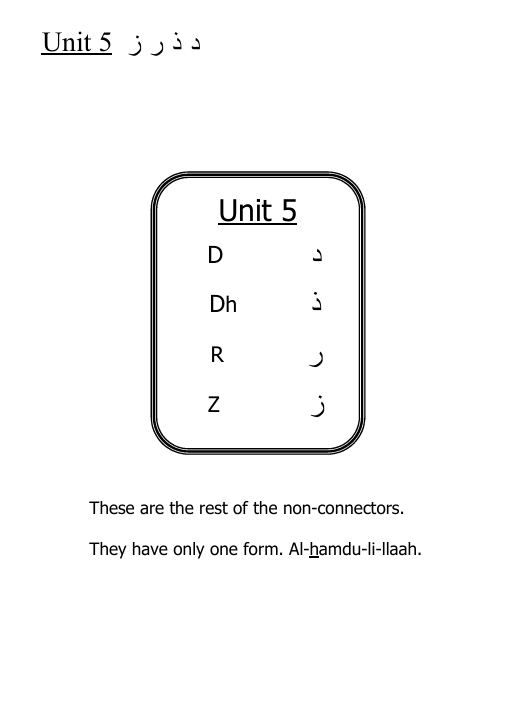 Unit 5 د ذ ر ز
Unit 5
D د
Dh ذ
R ر
Z ز
These are the rest of the non-connectors.
They have only one form. Al-hamdu-li-llaah.